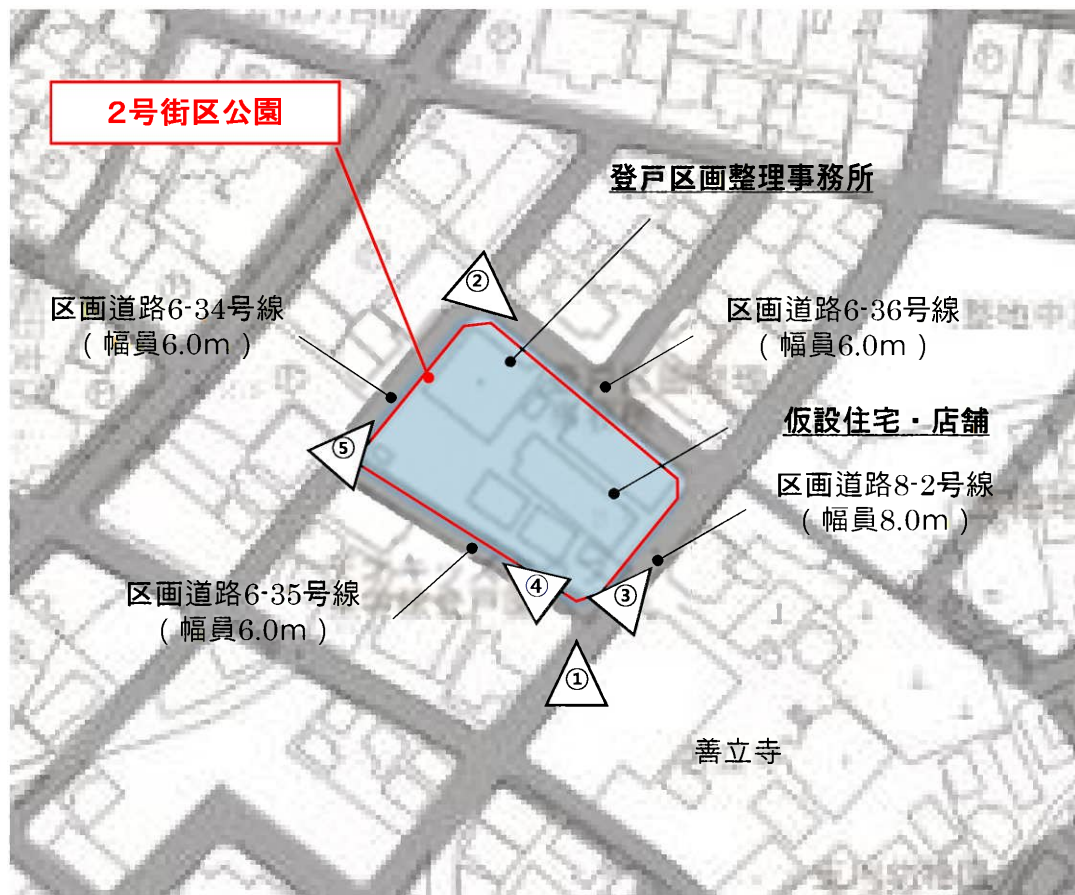 2号街区公園
登戸区画整理事務所
②
区画道路6-34号線
(幅員6.0m)
区画道路6-36号線
(幅員6.0m)
仮設住宅・店舗
⑤
区画道路8-2号線
(幅員8.0m)
区画道路6-35号線
(幅員6.0m)
④
③
①
善立寺